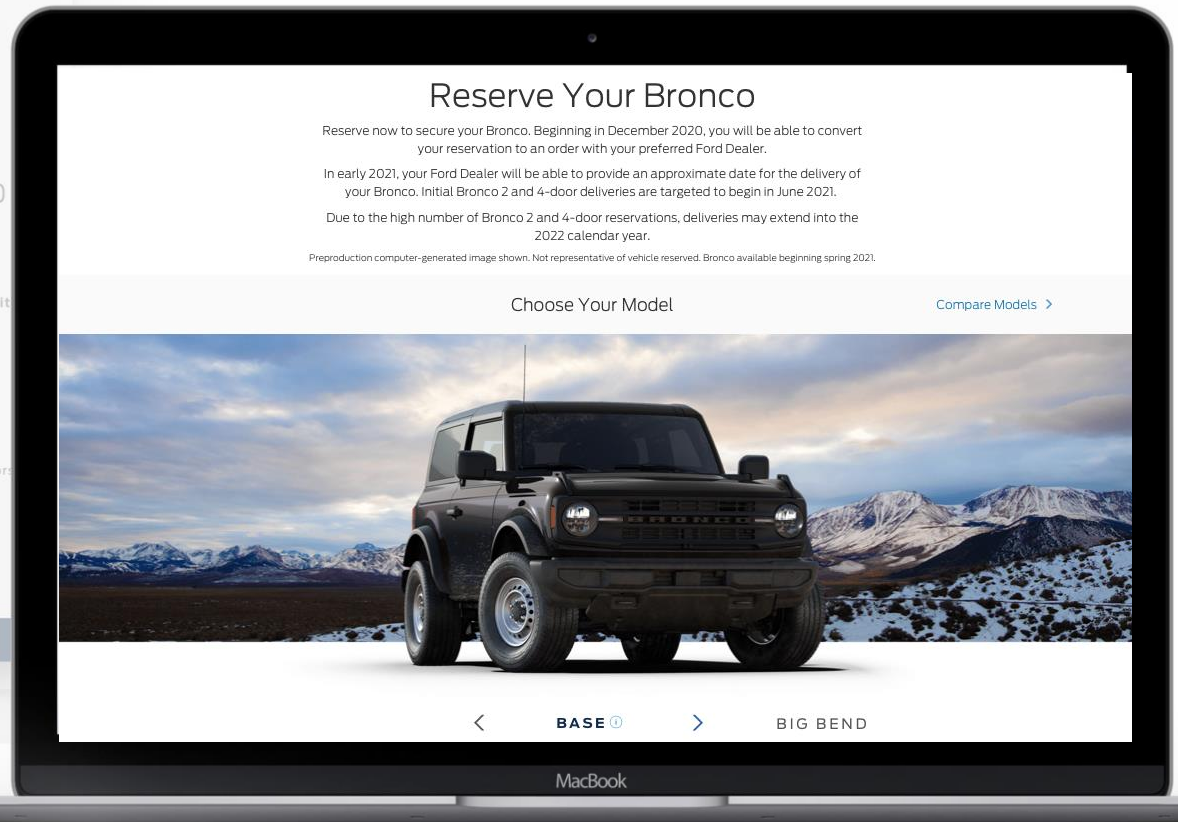 Reserve Your Bronco
Reserve now to secure your Bronco. Beginning in December 2020, you will be able to convert
your reservation to an order with your preferred Ford Dealer.
In early 2021, your Ford Dealer will be able to provide an approximate date for the delivery of
your Bronco. Initial Bronco 2 and 4-door deliveries are targeted to begin in June 2021.
Due to the high number of Bronco 2 and 4-door reservations, deliveries may extend into the
2022 calendar year.
Preproduction computer-generated image shown. Not representative of vehicle reserved. Bronco available beginning spring 2021.
Choose Your Model
Compare Models >
BRONCO
< BASE ⓘ > BIG BEND
MacBook